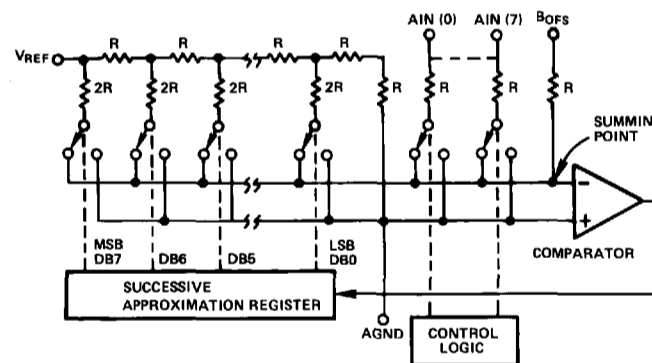 AIN (0) AIN (7) BOFS
VREF R R R R
2R 2R 2R 2R R R R R
SUMMIN
POINT
−
+
COMPARATOR
MSB
DB7 DB6 DB5 LSB
DB0
SUCCESSIVE
APPROXIMATION REGISTER
AGND
CONTROL
LOGIC